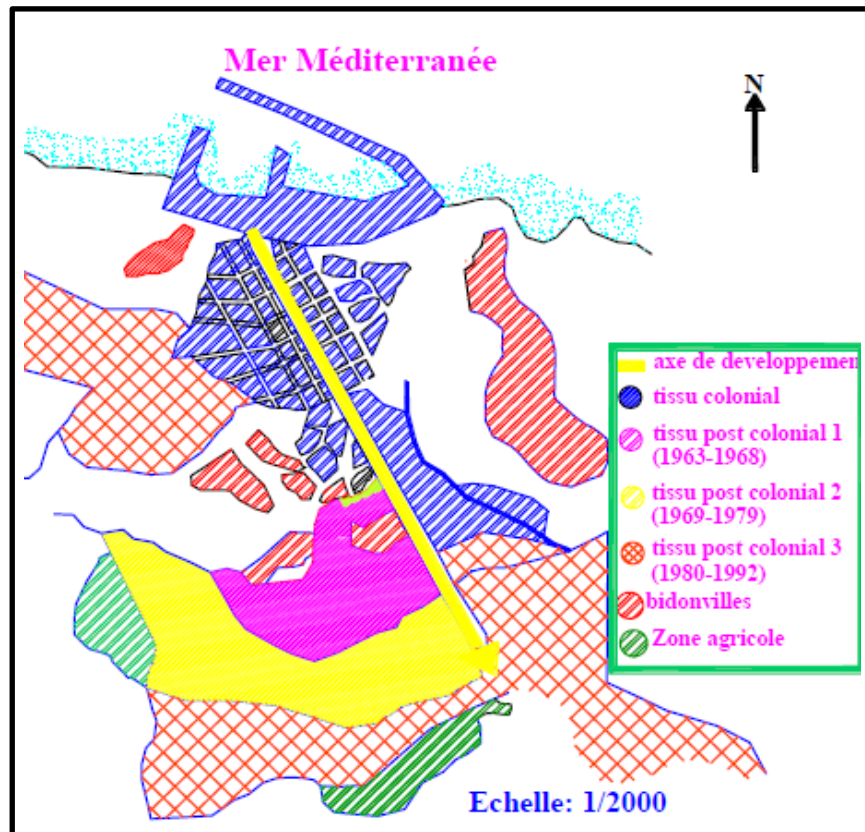 Mer Méditerranée
N
axe de developpemen
tissu colonial
tissu post colonial 1
(1963-1968)
tissu post colonial 2
(1969-1979)
tissu post colonial 3
(1980-1992)
bidonvilles
Zone agricole
Echelle: 1/2000